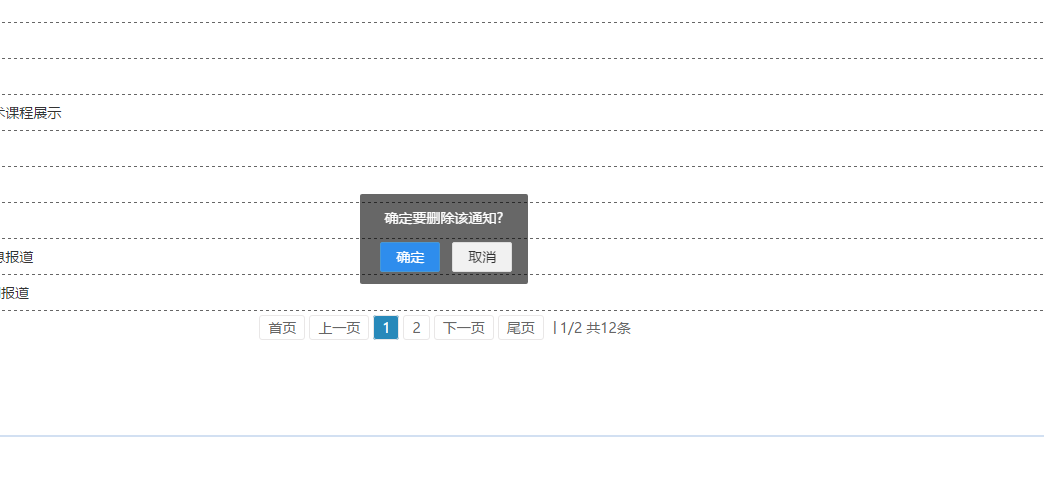 术课程展示
确定要删除该通知?
确定 取消
息报道
报道
首页 上一页 1 2 下一页 尾页 | 1/2 共12条